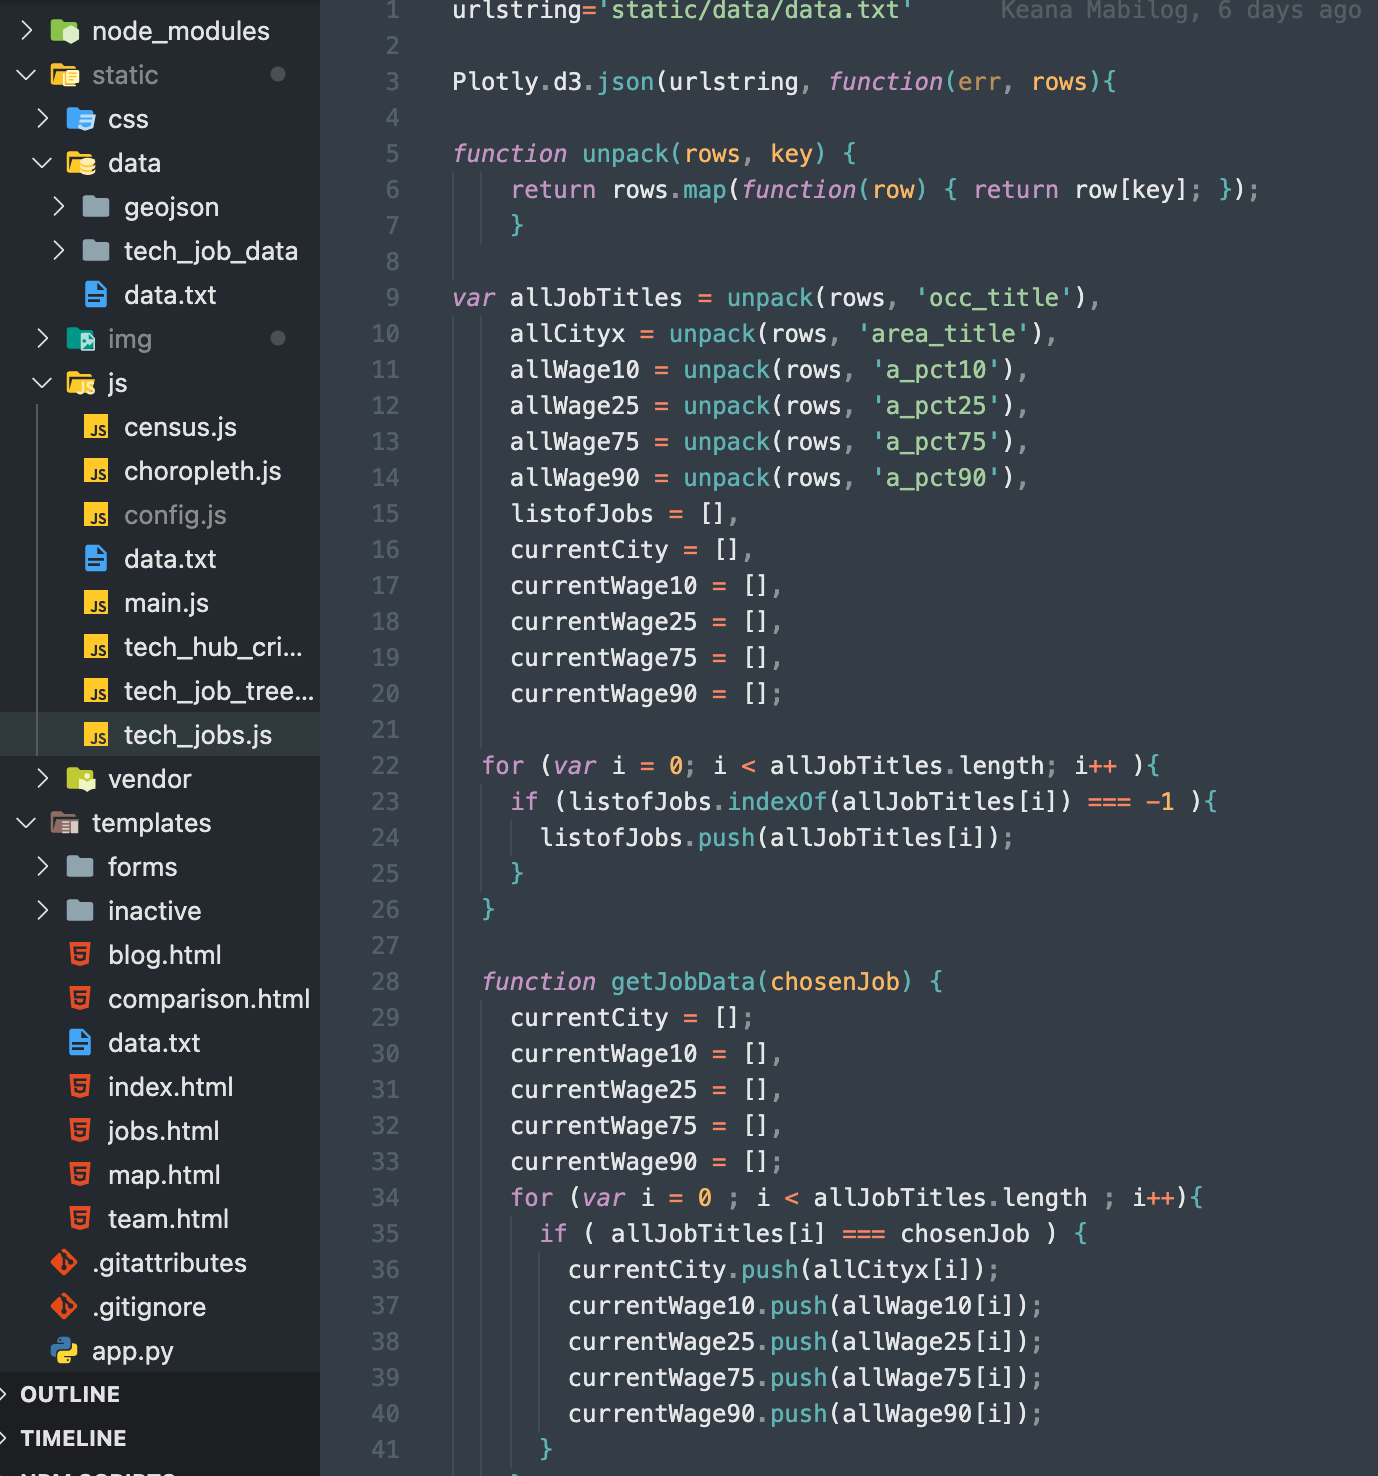 node_modules
static
css
data
geojson
tech_job_data
data.txt
img
js
census.js
choropleth.js
config.js
data.txt
main.js
tech_hub_cri...
tech_job_tree...
tech_jobs.js
vendor
templates
forms
inactive
blog.html
comparison.html
data.txt
index.html
jobs.html
map.html
team.html
.gitattributes
.gitignore
app.py
OUTLINE
TIMELINE
NPM SCRIPTS
1 urlstring='static/data/data.txt' Keana Mabilog, 6 days ago
2
3 Plotly.d3.json(urlstring, function(err, rows){
4
5 function unpack(rows, key) {
6 return rows.map(function(row) { return row[key]; });
7 }
8
9 var allJobTitles = unpack(rows, 'occ_title'),
10 allCityx = unpack(rows, 'area_title'),
11 allWage10 = unpack(rows, 'a_pct10'),
12 allWage25 = unpack(rows, 'a_pct25'),
13 allWage75 = unpack(rows, 'a_pct75'),
14 allWage90 = unpack(rows, 'a_pct90'),
15 listofJobs = [],
16 currentCity = [],
17 currentWage10 = [],
18 currentWage25 = [],
19 currentWage75 = [],
20 currentWage90 = [];
21
22 for (var i = 0; i < allJobTitles.length; i++ ){
23 if (listofJobs.indexOf(allJobTitles[i]) === -1 ){
24 listofJobs.push(allJobTitles[i]);
25 }
26 }
27
28 function getJobData(chosenJob) {
29 currentCity = [];
30 currentWage10 = [],
31 currentWage25 = [],
32 currentWage75 = [],
33 currentWage90 = [];
34 for (var i = 0 ; i < allJobTitles.length ; i++){
35 if ( allJobTitles[i] === chosenJob ) {
36 currentCity.push(allCityx[i]);
37 currentWage10.push(allWage10[i]);
38 currentWage25.push(allWage25[i]);
39 currentWage75.push(allWage75[i]);
40 currentWage90.push(allWage90[i]);
41 }